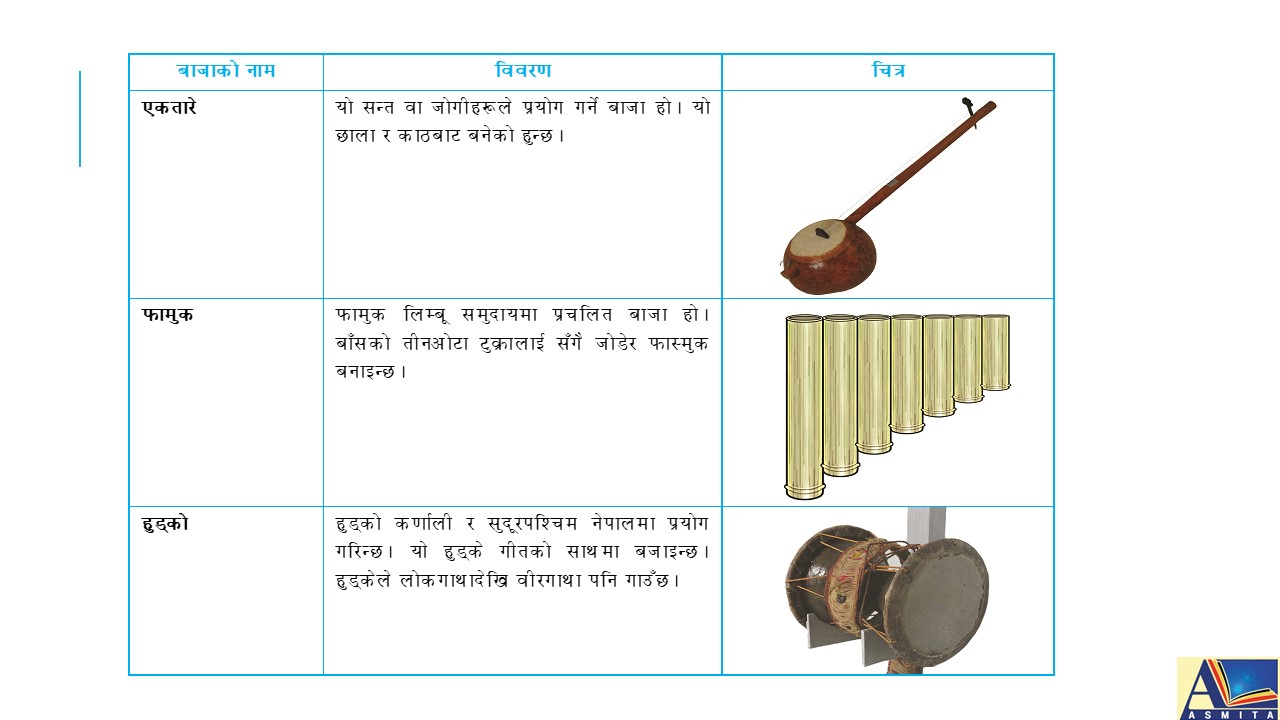 बाजाको नाम
विवरण
चित्र
एकतारे
यो सन्त वा जोगीहरूले प्रयोग गर्ने बाजा हो। यो
छाला र काठबाट बनेको हुन्छ।
फामुक
फामुक लिम्बू समुदायमा प्रचलित बाजा हो।
बाँसको तीनओटा टुक्रालाई सँगै जोडेर फास्मुक
बनाइन्छ।
हुड्को
हुड्को कर्णाली र सुदूरपश्चिम नेपालमा प्रयोग
गरिन्छ। यो हुड्के गीतको साथमा बजाइन्छ।
हुड्केले लोकगाथादेखि वीरगाथा पनि गाउँछ।
ASMITA